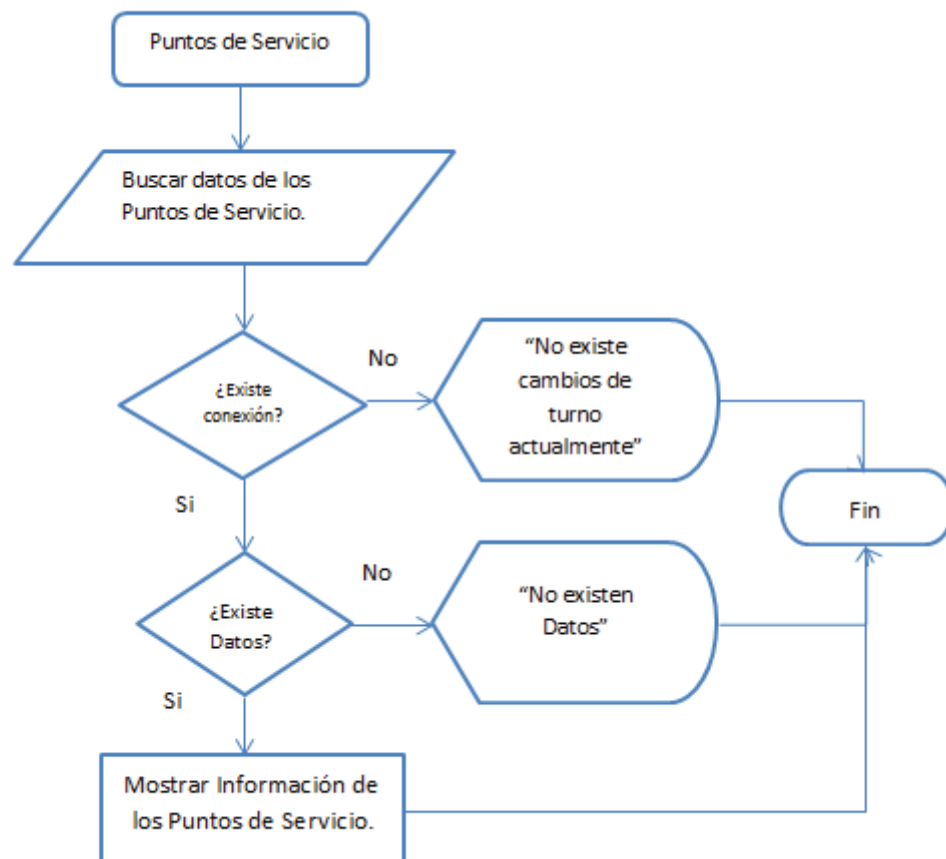 Puntos de Servicio
Buscar datos de los
Puntos de Servicio.
¿Existe
conexión?
No
“No existe
cambios de
turno
actualmente”
Fin
Si
¿Existe
Datos?
No
“No existen
Datos”
Si
Mostrar Información de
los Puntos de Servicio.